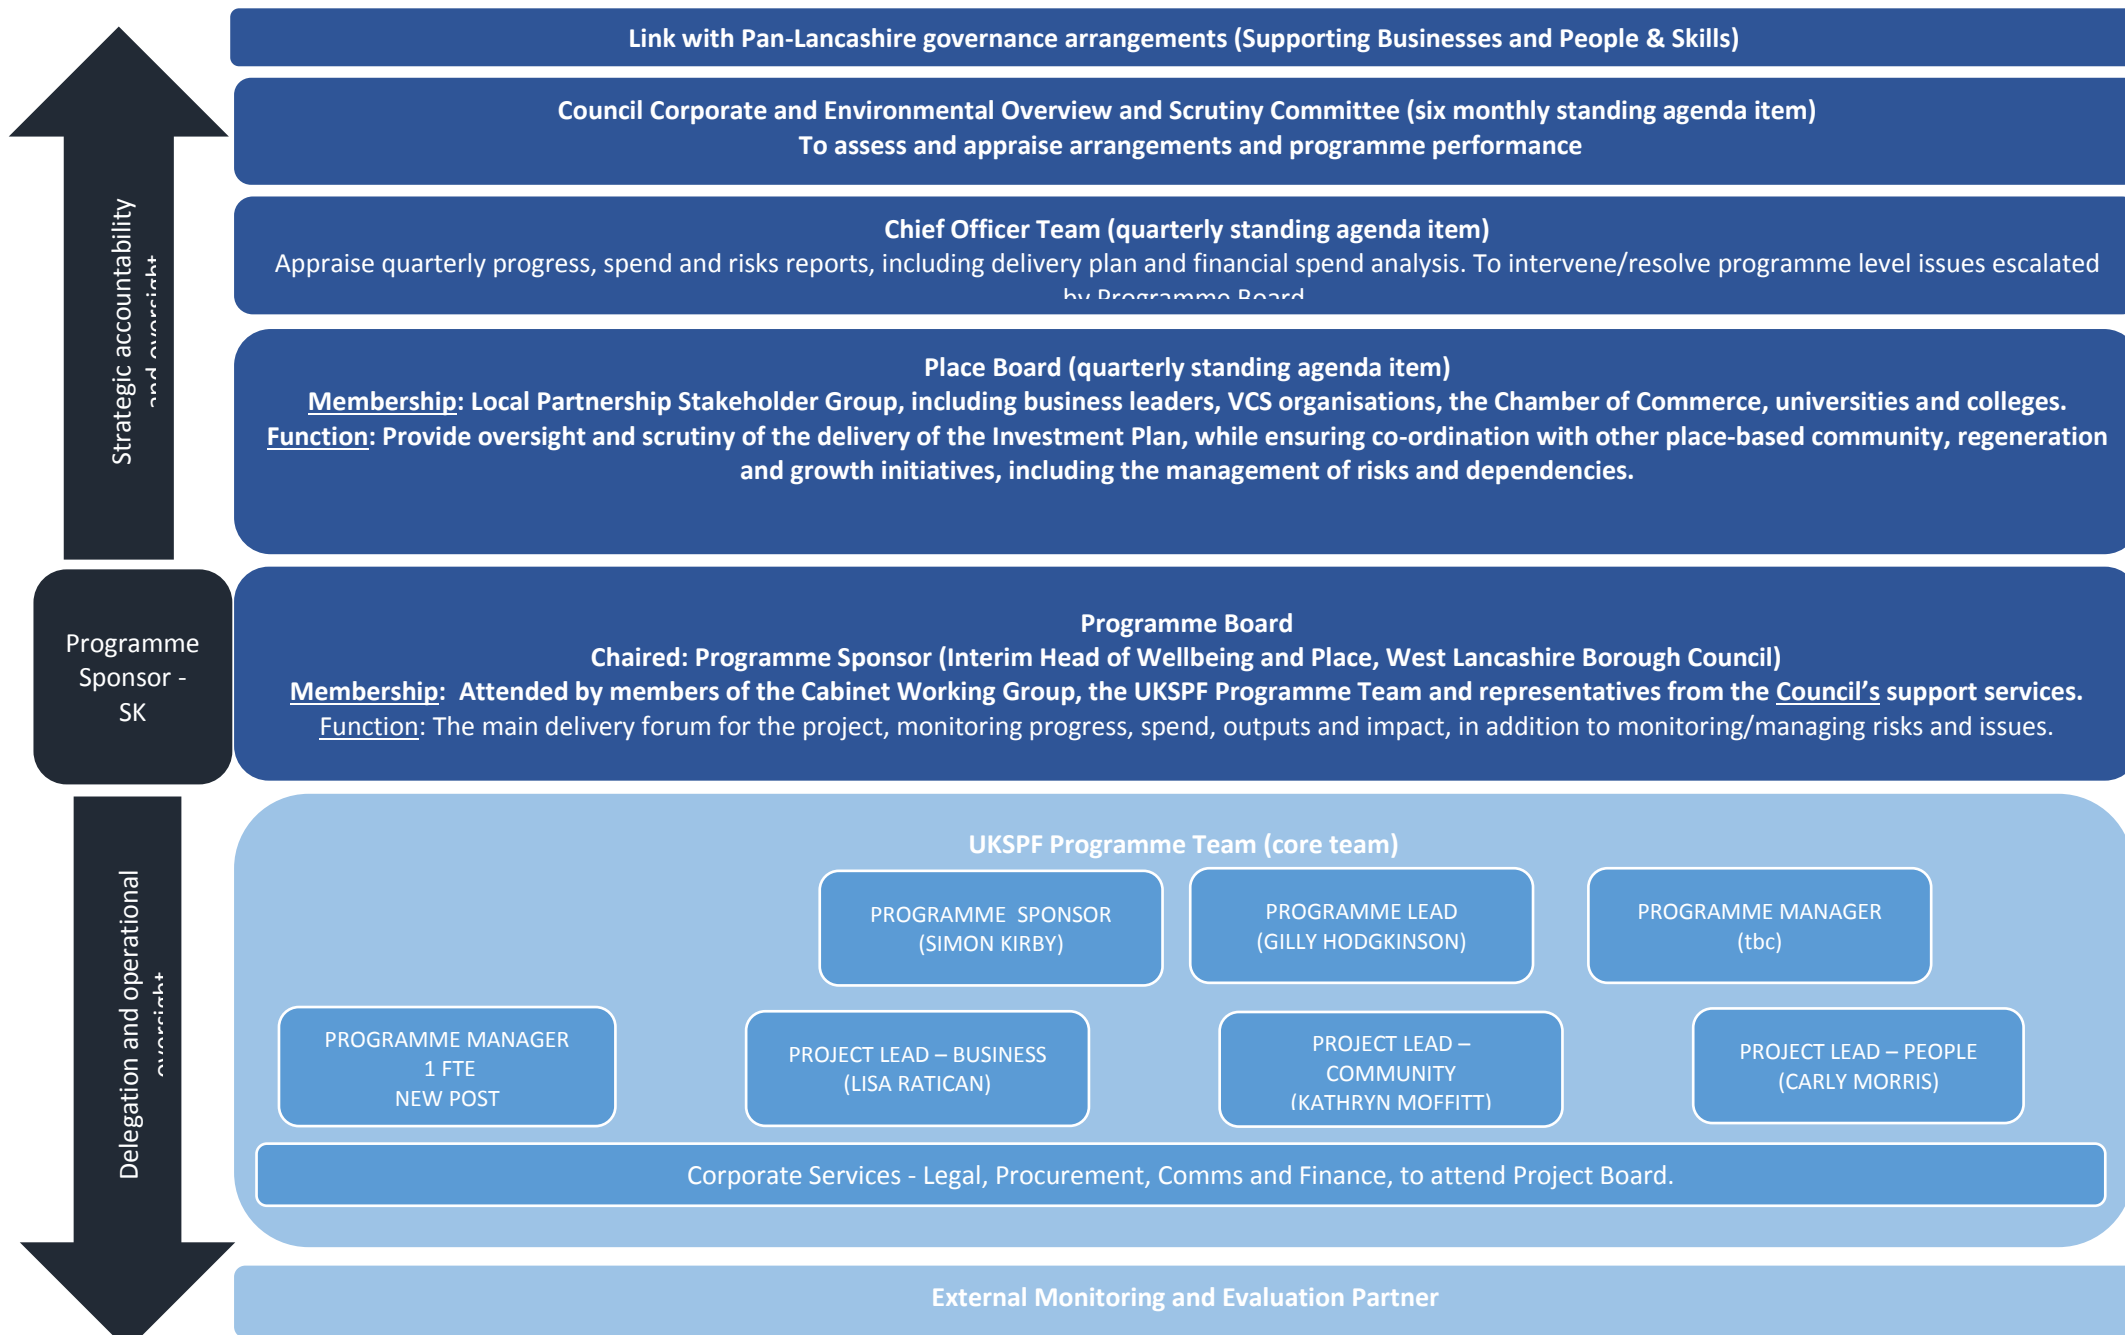 Link with Pan-Lancashire governance arrangements (Supporting Businesses and People & Skills)
Council Corporate and Environmental Overview and Scrutiny Committee (six monthly standing agenda item)
To assess and appraise arrangements and programme performance
Chief Officer Team (quarterly standing agenda item)
Appraise quarterly progress, spend and risks reports, including delivery plan and financial spend analysis. To intervene/resolve programme level issues escalated
by Programme Board
Place Board (quarterly standing agenda item)
Membership: Local Partnership Stakeholder Group, including business leaders, VCS organisations, the Chamber of Commerce, universities and colleges.
Function: Provide oversight and scrutiny of the delivery of the Investment Plan, while ensuring co-ordination with other place-based community, regeneration
and growth initiatives, including the management of risks and dependencies.
Strategic accountability
and oversight
Programme
Sponsor -
SK
Programme Board
Chaired: Programme Sponsor (Interim Head of Wellbeing and Place, West Lancashire Borough Council)
Membership: Attended by members of the Cabinet Working Group, the UKSPF Programme Team and representatives from the Council's support services.
Function: The main delivery forum for the project, monitoring progress, spend, outputs and impact, in addition to monitoring/managing risks and issues.
Delegation and operational
oversight
UKSPF Programme Team (core team)
PROGRAMME SPONSOR
(SIMON KIRBY)
PROGRAMME LEAD
(GILLY HODGKINSON)
PROGRAMME MANAGER
(tbc)
PROGRAMME MANAGER
1 FTE
NEW POST
PROJECT LEAD – BUSINESS
(LISA RATICAN)
PROJECT LEAD –
COMMUNITY
(KATHRYN MOFFITT)
PROJECT LEAD – PEOPLE
(CARLY MORRIS)
Corporate Services - Legal, Procurement, Comms and Finance, to attend Project Board.
External Monitoring and Evaluation Partner